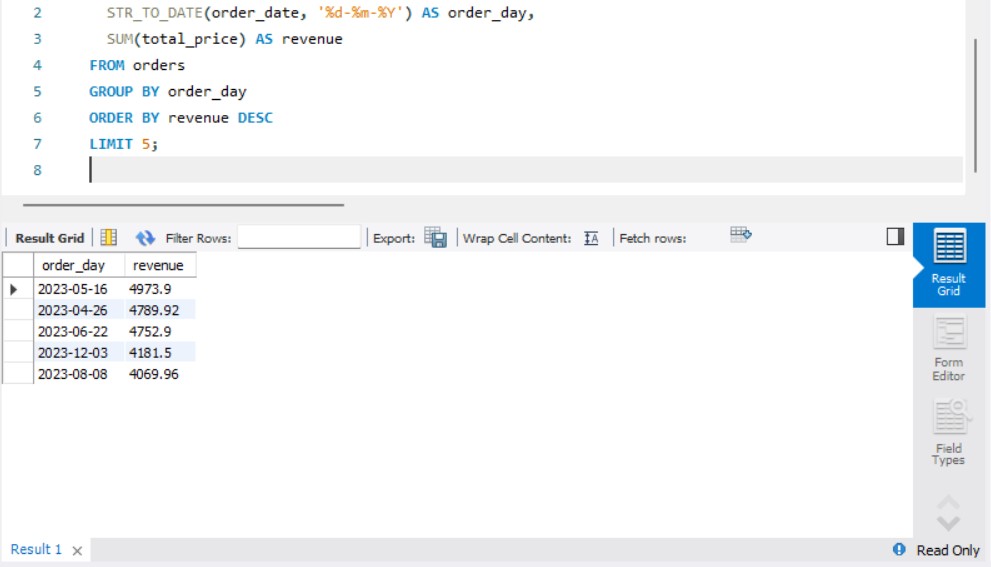 2 STR_TO_DATE(order_date, '%d-%m-%Y') AS order_day,
3 SUM(total_price) AS revenue
4 FROM orders
5 GROUP BY order_day
6 ORDER BY revenue DESC
7 LIMIT 5;
8
Result Grid Filter Rows: Export: Wrap Cell Content: IA Fetch rows:
order_day revenue
2023-05-16 4973.9
2023-04-26 4789.92
2023-06-22 4752.9
2023-12-03 4181.5
2023-08-08 4069.96
Result
Grid
Form
Editor
Field
Types
Result 1 × Read Only